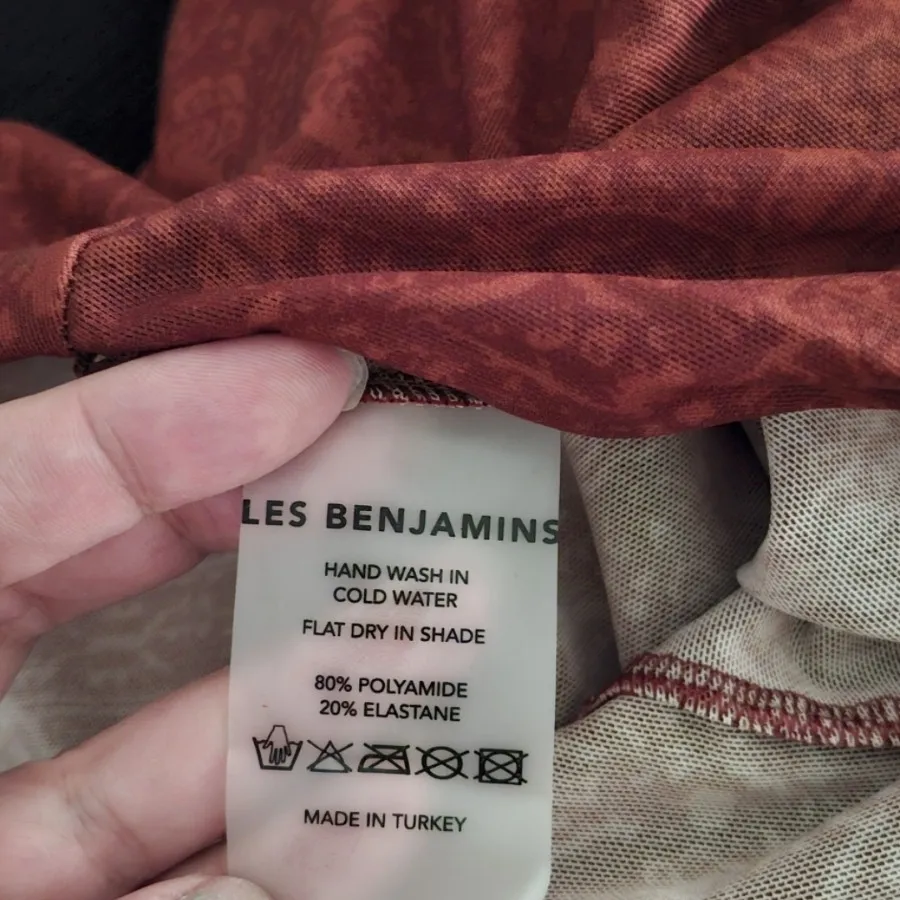 LES BENJAMINS
HAND WASH IN
COLD WATER
FLAT DRY IN SHADE
80% POLYAMIDE
20% ELASTANE
MADE IN TURKEY